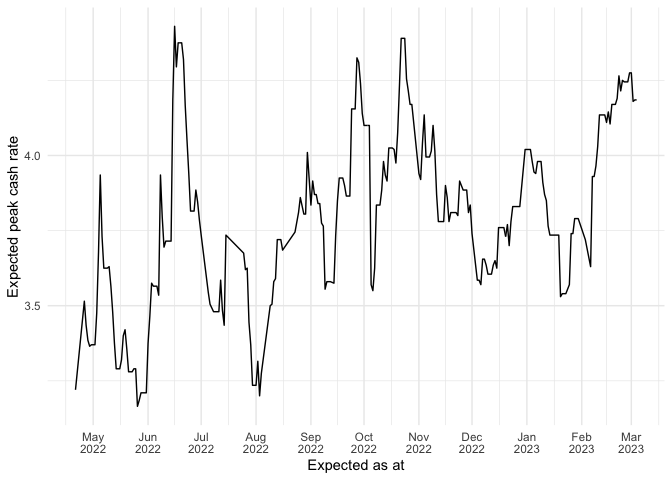 Expected peak cash rate
4.0
3.5
May Jun Jul Aug Sep Oct Nov Dec Jan Feb Mar
2022 2022 2022 2022 2022 2022 2022 2022 2023 2023 2023
Expected as at